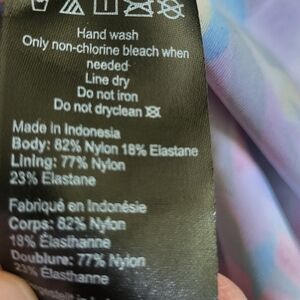 Hand wash
Only non-chlorine bleach when
needed
Line dry
Do not iron
Do not dryclean
Made in Indonesia
Body: 82% Nylon 18% Elastane
Lining: 77% Nylon
23% Elastane
Fabriqué en Indonésie
Corps: 82% Nylon
18% Élasthanne
Doublure: 77% Nylon
23% Élasthanne